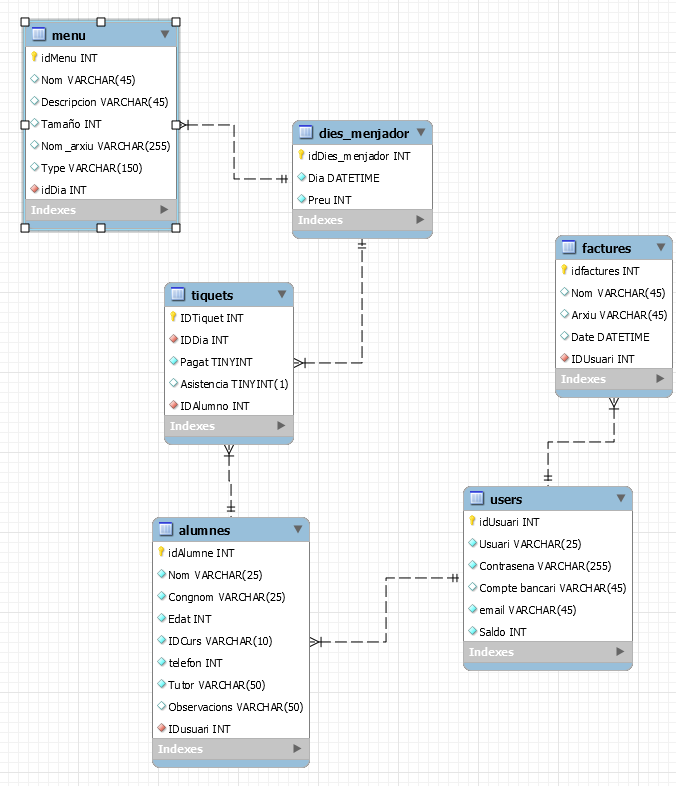 menu
idMenu INT
Nom VARCHAR(45)
Descripcion VARCHAR(45)
Tamaño INT
Nom_arxiu VARCHAR(255)
Type VARCHAR(150)
idDia INT
Indexes
dies_menjador
idDies_menjador INT
Dia DATETIME
Preu INT
Indexes
factures
idfactures INT
Nom VARCHAR(45)
Arxiu VARCHAR(45)
Date DATETIME
IDUsuari INT
Indexes
tiquets
IDTiquet INT
IDDia INT
Pagat TINYINT
Asistencia TINYINT(1)
IDAlumno INT
Indexes
users
idUsuari INT
Usuari VARCHAR(25)
Contrasena VARCHAR(255)
Compte bancari VARCHAR(45)
email VARCHAR(45)
Saldo INT
Indexes
alumnes
idAlumne INT
Nom VARCHAR(25)
Congnom VARCHAR(25)
Edat INT
IDCurs VARCHAR(10)
telefon INT
Tutor VARCHAR(50)
Observacions VARCHAR(50)
IDusuari INT
Indexes